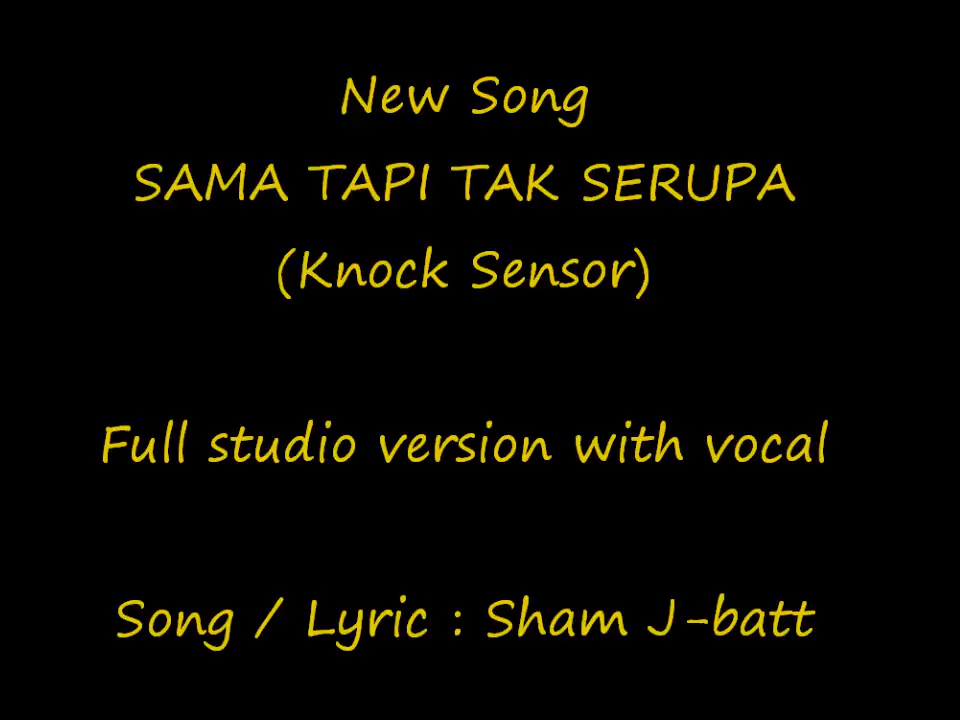 New Song
SAMA TAPI TAK SERUPA
(Knock Sensor)
Full studio version with vocal
Song / Lyric : Sham J-batt